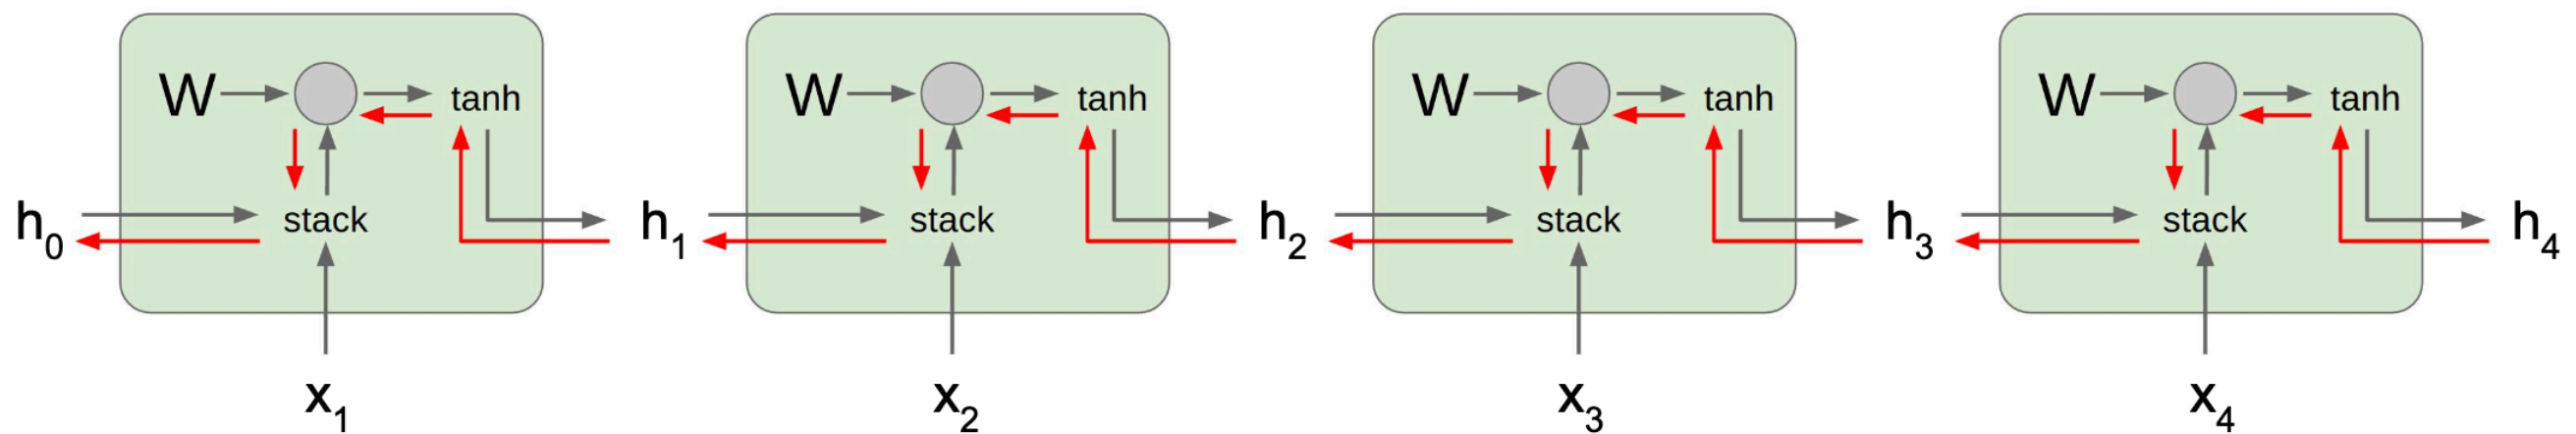 W tanh W tanh W tanh W tanh
h₀ stack h₁ stack h₂ stack h₃ stack h₄
x₁ x₂ x₃ x₄